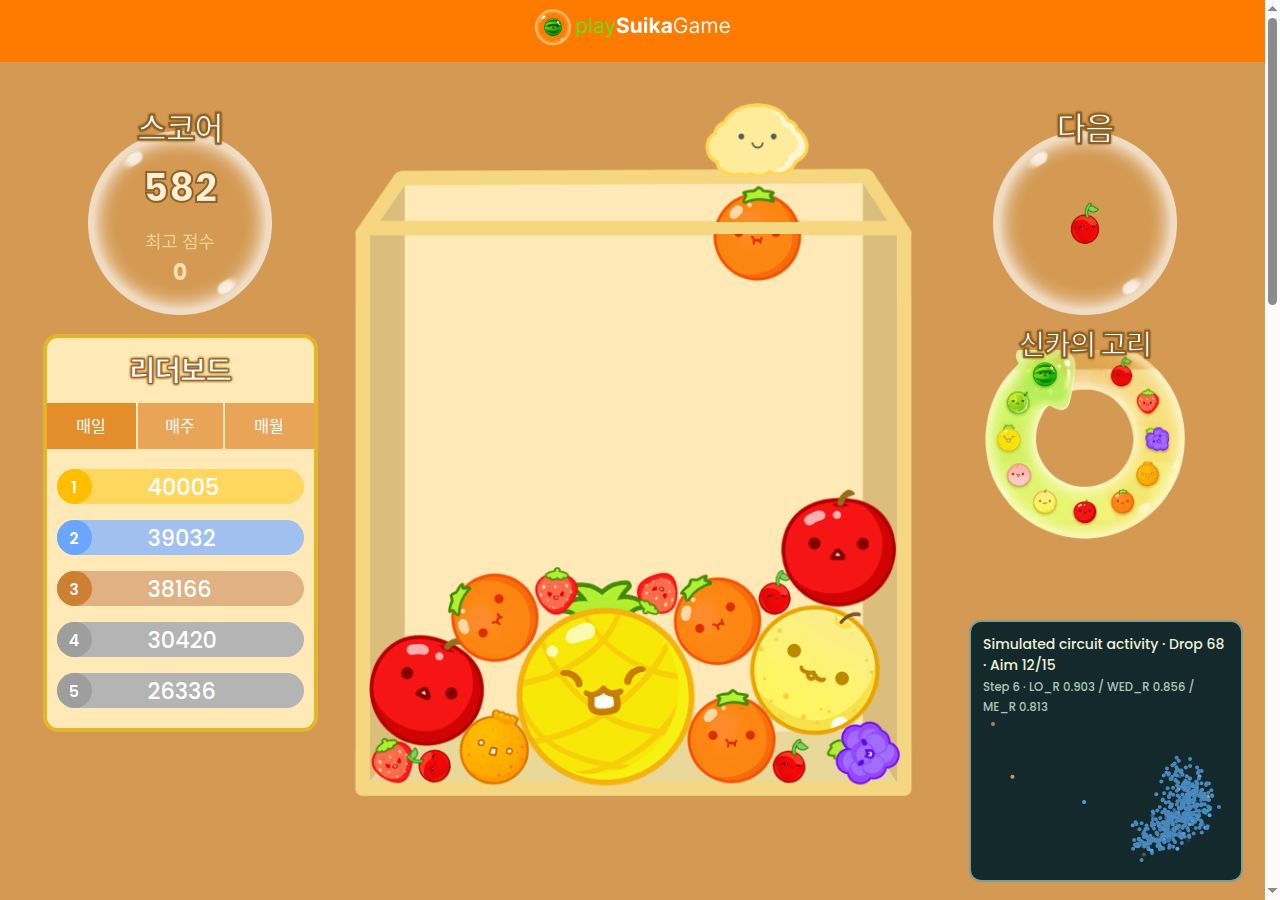 playSuikaGame
스코어
582
최고 점수
0
다음
신카의 고리
리더보드
매일 매주 매월
1 40005
2 39032
3 38166
4 30420
5 26336
Simulated circuit activity · Drop 68
· Aim 12/15
Step 6 · LO_R 0.903 / WED_R 0.856 /
ME_R 0.813